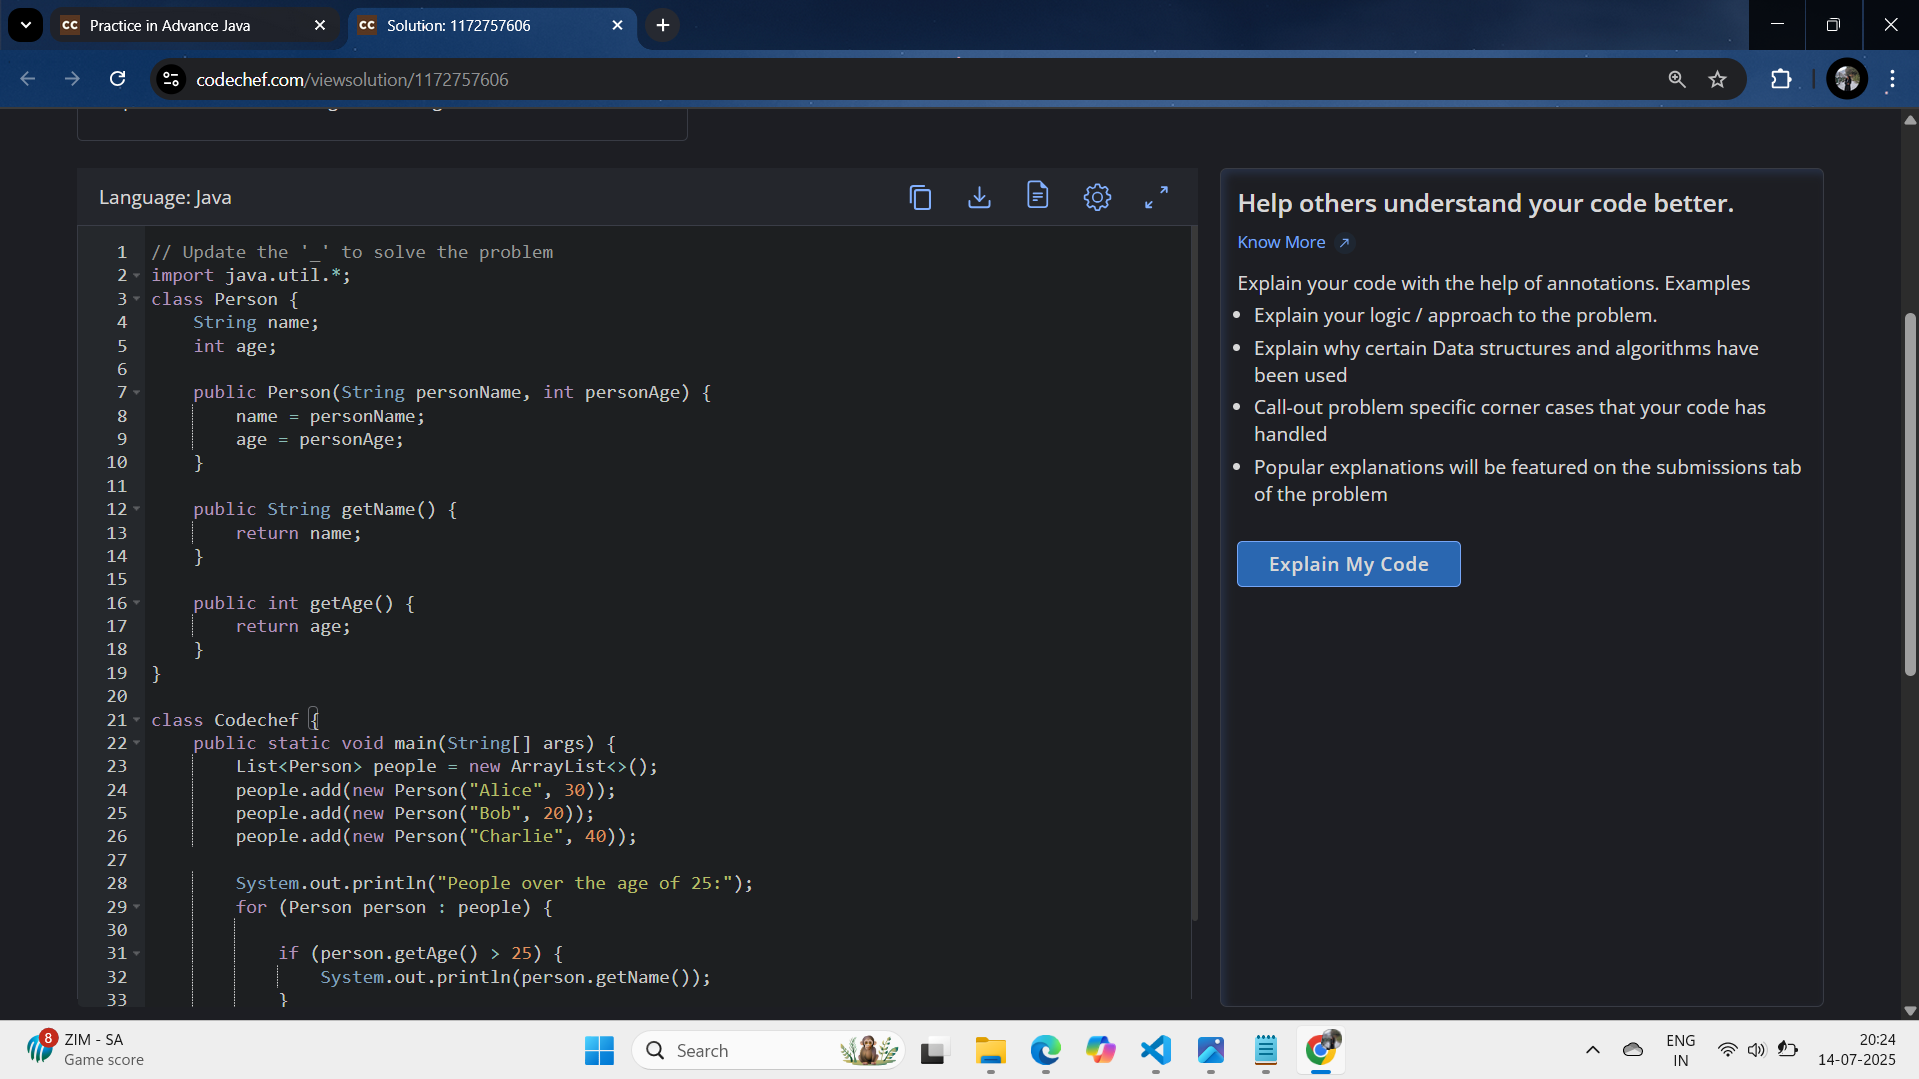 Practice in Advance Java
Solution: 1172757606
codechef.com/viewsolution/1172757606
Language: Java
1 // Update the '_' to solve the problem
2 import java.util.*;
3 class Person {
4 String name;
5 int age;
6
7 public Person(String personName, int personAge) {
8 name = personName;
9 age = personAge;
10 }
11
12 public String getName() {
13 return name;
14 }
15
16 public int getAge() {
17 return age;
18 }
19 }
20
21 class Codechef {
22 public static void main(String[] args) {
23 List<Person> people = new ArrayList<>();
24 people.add(new Person("Alice", 30));
25 people.add(new Person("Bob", 20));
26 people.add(new Person("Charlie", 40));
27
28 System.out.println("People over the age of 25:");
29 for (Person person : people) {
30
31 if (person.getAge() > 25) {
32 System.out.println(person.getName());
33 }
Help others understand your code better.
Know More
Explain your code with the help of annotations. Examples
Explain your logic / approach to the problem.
Explain why certain Data structures and algorithms have
been used
Call-out problem specific corner cases that your code has
handled
Popular explanations will be featured on the submissions tab
of the problem
Explain My Code
8
ZIM - SA
Game score
Search
ENG
IN
20:24
14-07-2025